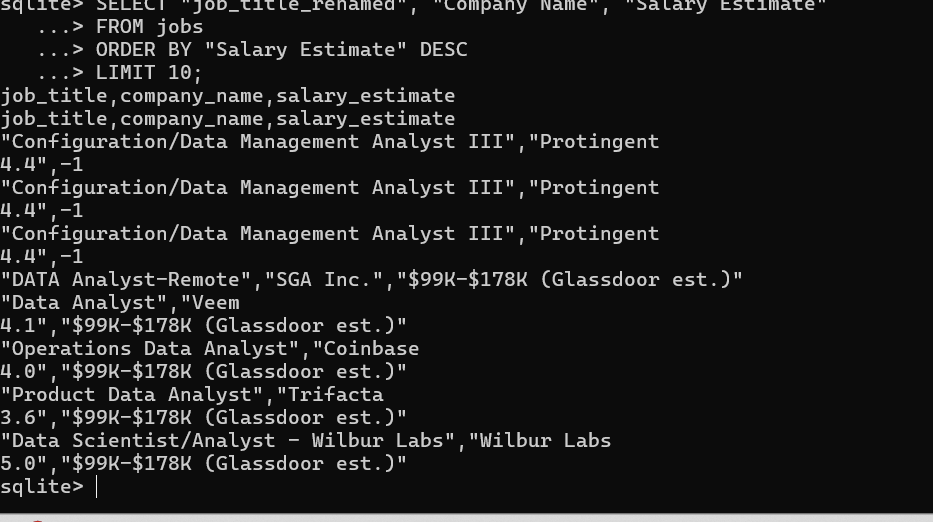 sqlite> SELECT "job_title_renamed", "Company Name", "Salary Estimate"
...> FROM jobs
...> ORDER BY "Salary Estimate" DESC
...> LIMIT 10;
job_title,company_name,salary_estimate
job_title,company_name,salary_estimate
"Configuration/Data Management Analyst III","Protingent
4.4",-1
"Configuration/Data Management Analyst III","Protingent
4.4",-1
"Configuration/Data Management Analyst III","Protingent
4.4",-1
"DATA Analyst-Remote","SGA Inc.","$99K-$178K (Glassdoor est.)"
"Data Analyst","Veem
4.1","$99K-$178K (Glassdoor est.)"
"Operations Data Analyst","Coinbase
4.0","$99K-$178K (Glassdoor est.)"
"Product Data Analyst","Trifacta
3.6","$99K-$178K (Glassdoor est.)"
"Data Scientist/Analyst - Wilbur Labs","Wilbur Labs
5.0","$99K-$178K (Glassdoor est.)"
sqlite>